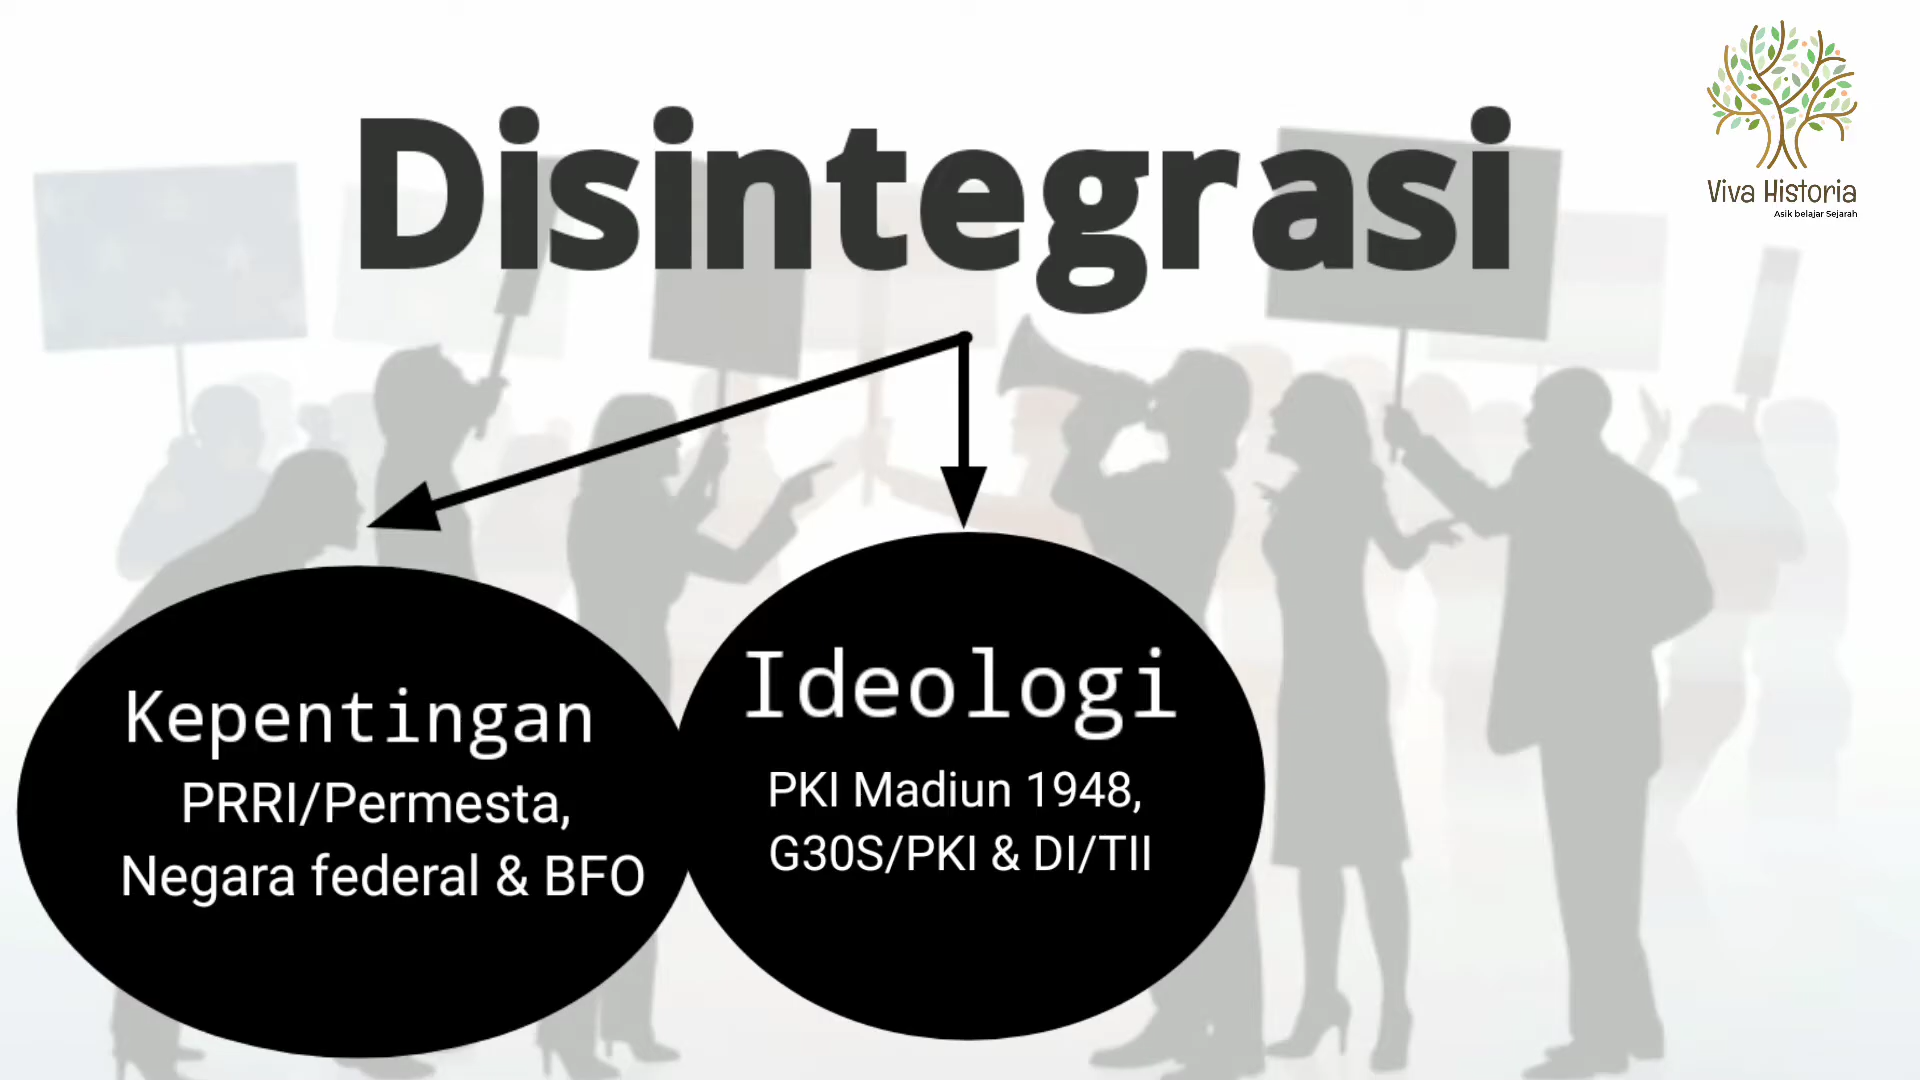 Viva Historia
Asik belajar Sejarah
Disintegrasi
Kepentingan
PRRI/Permesta,
Negara federal & BFO
Ideologi
PKI Madiun 1948,
G30S/PKI & DI/TII